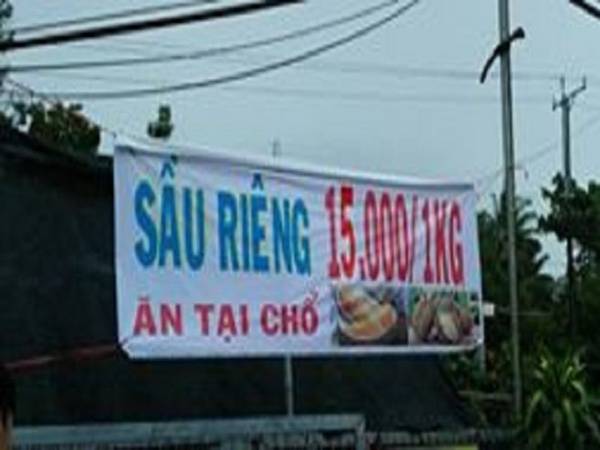 SẦU RIÊNG 15.000/1KG
ĂN TẠI CHỔ